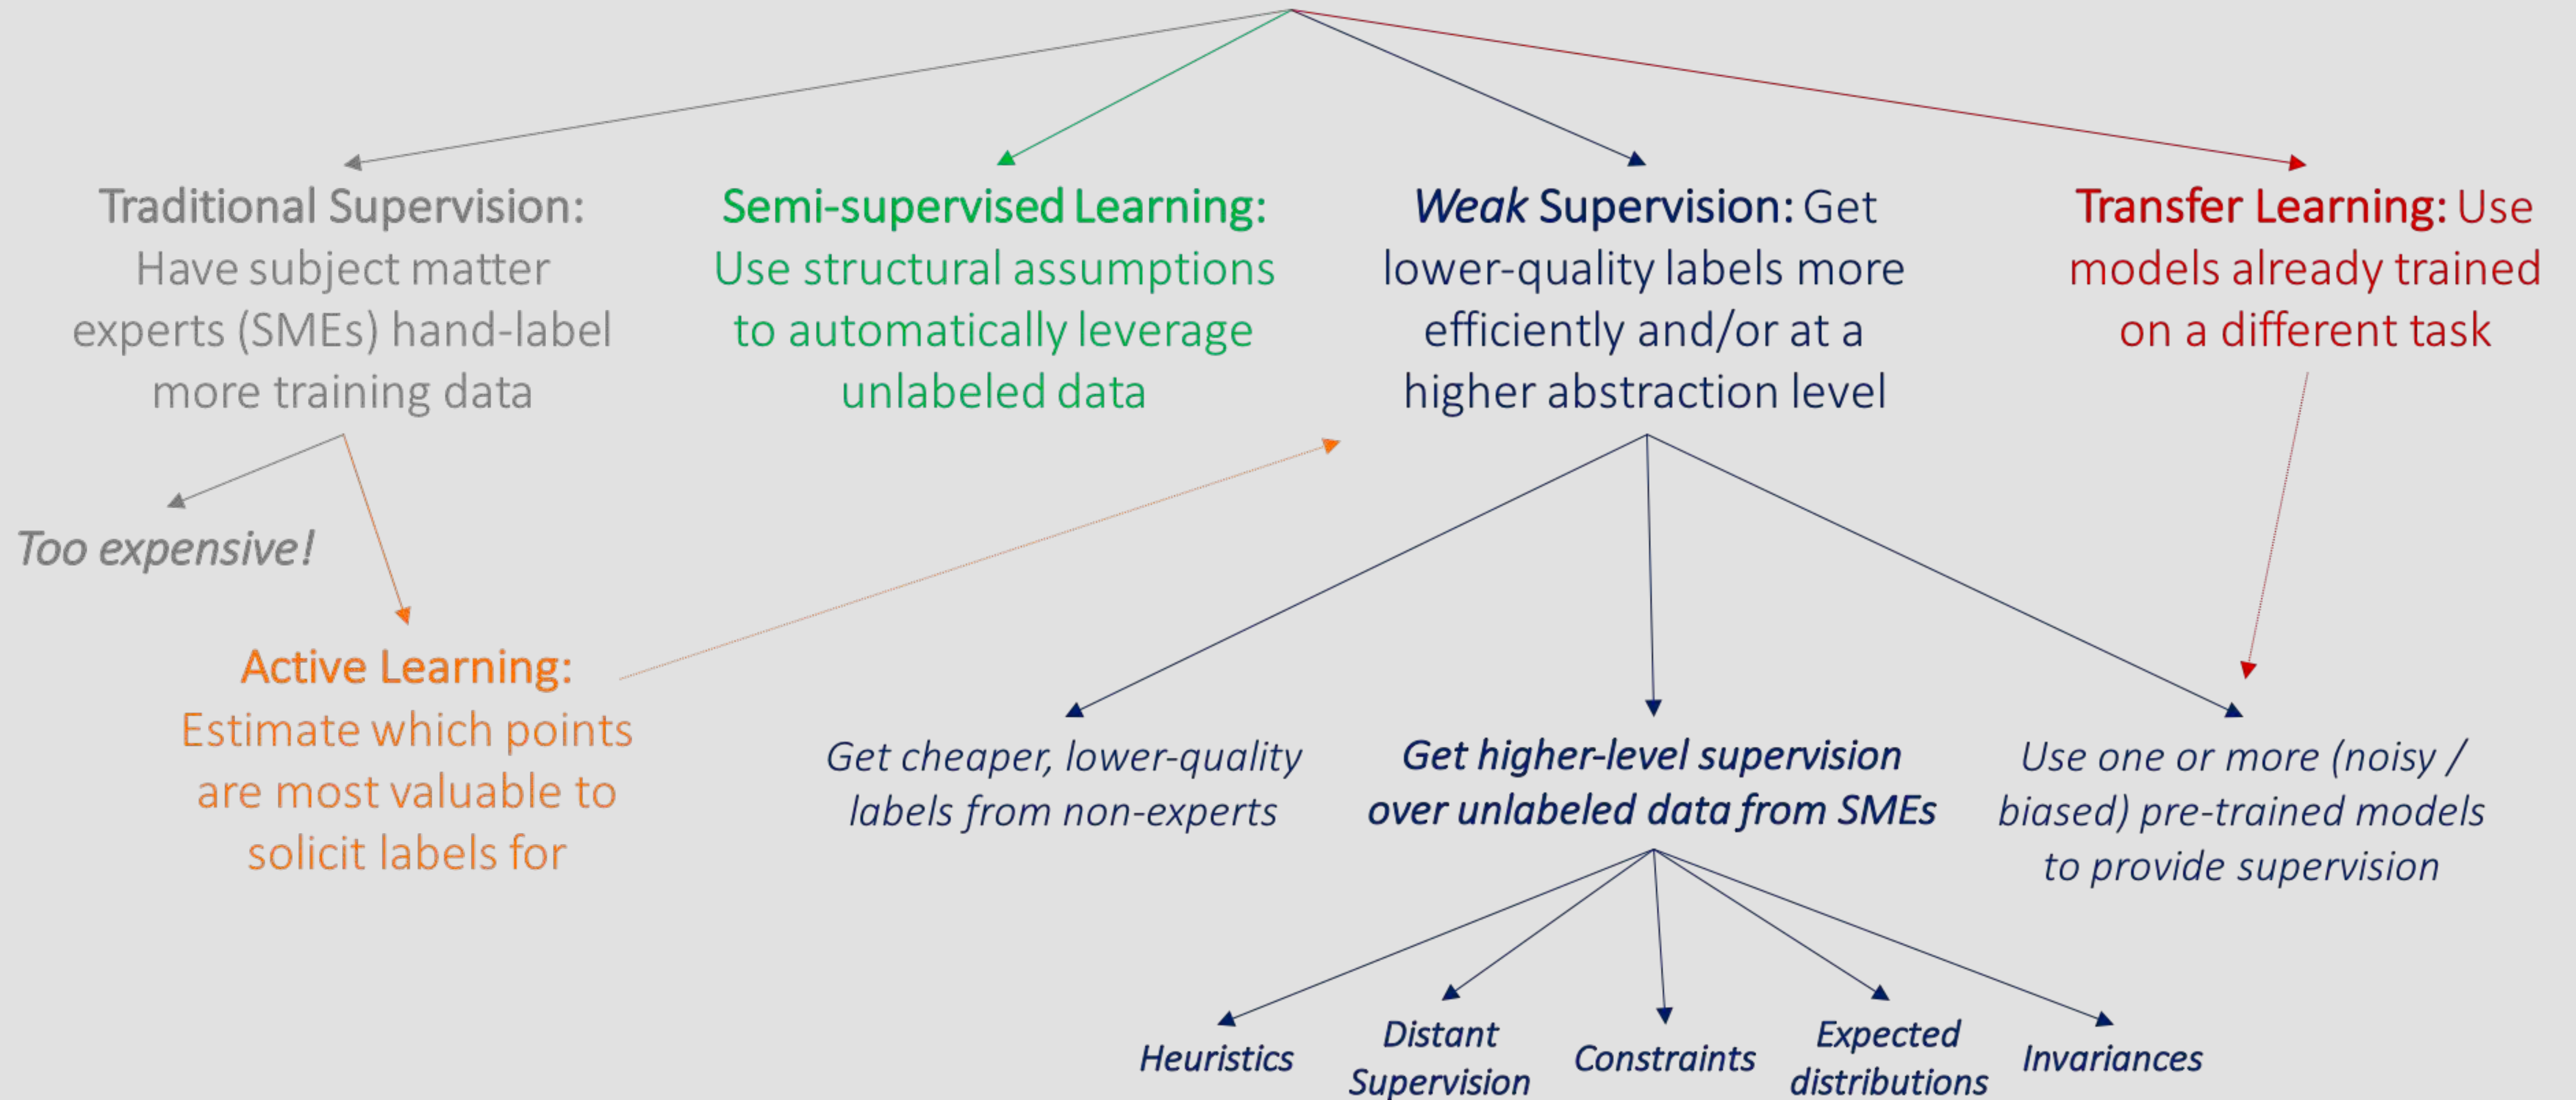 Traditional Supervision:
Have subject matter
experts (SMEs) hand-label
more training data
Semi-supervised Learning:
Use structural assumptions
to automatically leverage
unlabeled data
Weak Supervision: Get
lower-quality labels more
efficiently and/or at a
higher abstraction level
Transfer Learning: Use
models already trained
on a different task
Too expensive!
Active Learning:
Estimate which points
are most valuable to
solicit labels for
Get cheaper, lower-quality
labels from non-experts
Get higher-level supervision
over unlabeled data from SMEs
Use one or more (noisy /
biased) pre-trained models
to provide supervision
Heuristics
Distant
Supervision
Constraints
Expected
distributions
Invariances